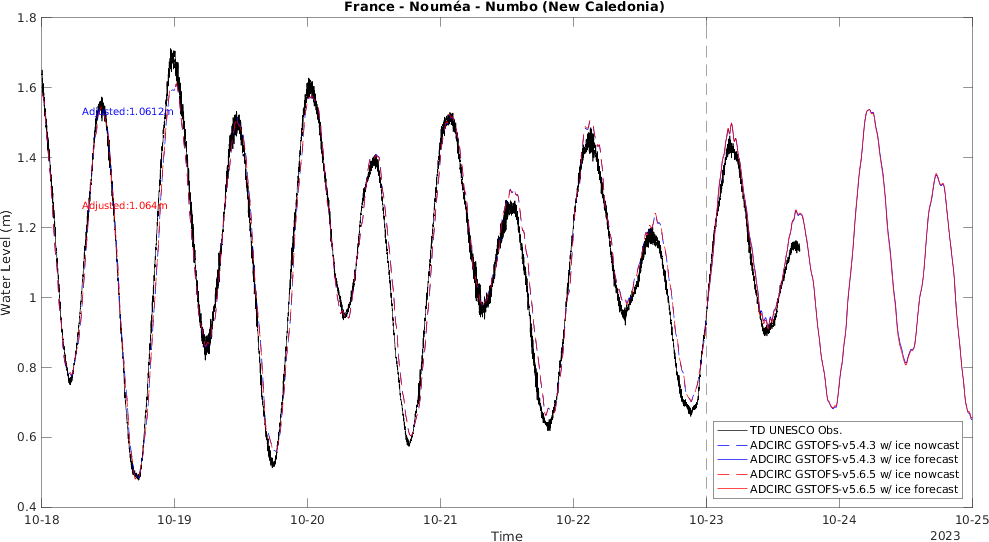 France - Nouméa - Numbo (New Caledonia)
Water Level (m)
1.8
1.6
1.4
1.2
1
0.8
0.6
0.4
Adjusted:1.0612m
Adjusted:1.064m
TD UNESCO Obs.
ADCIRC GSTOFS-v5.4.3 w/ ice nowcast
ADCIRC GSTOFS-v5.4.3 w/ ice forecast
ADCIRC GSTOFS-v5.6.5 w/ ice nowcast
ADCIRC GSTOFS-v5.6.5 w/ ice forecast
10-18 10-19 10-20 10-21 10-22 10-23 10-24 10-25
Time
2023